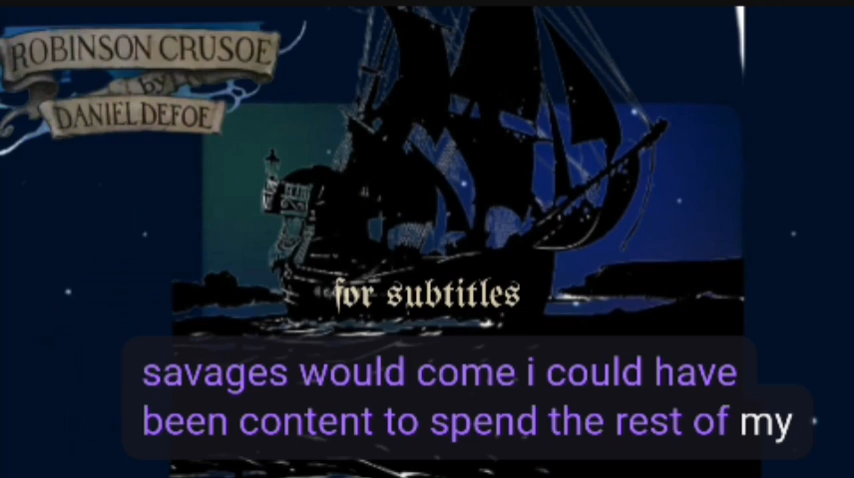 ROBINSON CRUSOE
by
DANIEL DEFOE
for subtitles
savages would come i could have
been content to spend the rest of my